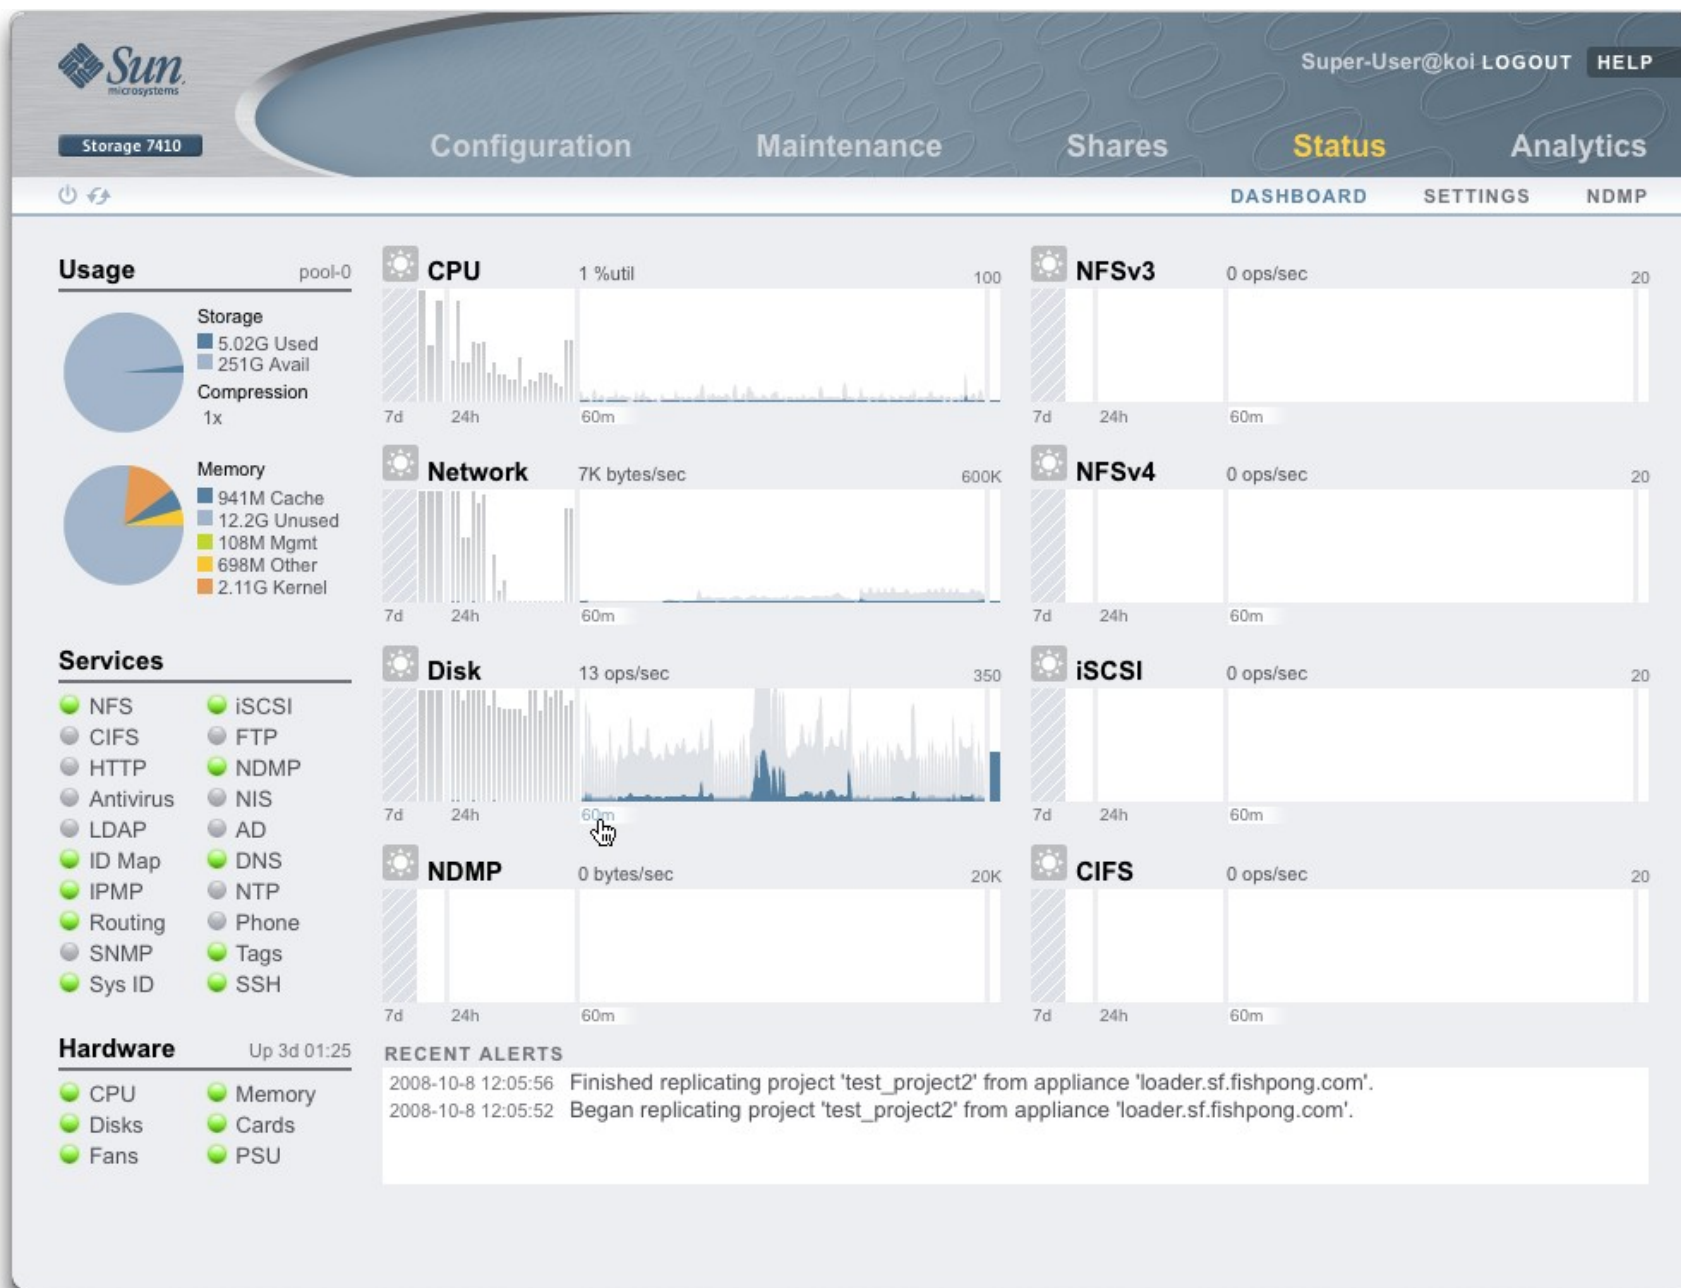 Sun
microsystems
Storage 7410
Super-User@koi LOGOUT HELP
Configuration Maintenance Shares Status Analytics
DASHBOARD SETTINGS NDMP
Usage pool-0
Storage
5.02G Used
251G Avail
Compression
1x
Memory
941M Cache
12.2G Unused
108M Mgmt
698M Other
2.11G Kernel
Services
NFS iSCSI
CIFS FTP
HTTP NDMP
Antivirus NIS
LDAP AD
ID Map DNS
IPMP NTP
Routing Phone
SNMP Tags
Sys ID SSH
Hardware Up 3d 01:25
CPU Memory
Disks Cards
Fans PSU
CPU 1 %util 100
7d 24h 60m
Network 7K bytes/sec 600K
7d 24h 60m
Disk 13 ops/sec 350
7d 24h 60m
NDMP 0 bytes/sec 20K
7d 24h 60m
NFSv3 0 ops/sec 20
7d 24h 60m
NFSv4 0 ops/sec 20
7d 24h 60m
iSCSI 0 ops/sec 20
7d 24h 60m
CIFS 0 ops/sec 20
7d 24h 60m
RECENT ALERTS
2008-10-8 12:05:56 Finished replicating project 'test_project2' from appliance 'loader.sf.fishpong.com'.
2008-10-8 12:05:52 Began replicating project 'test_project2' from appliance 'loader.sf.fishpong.com'.